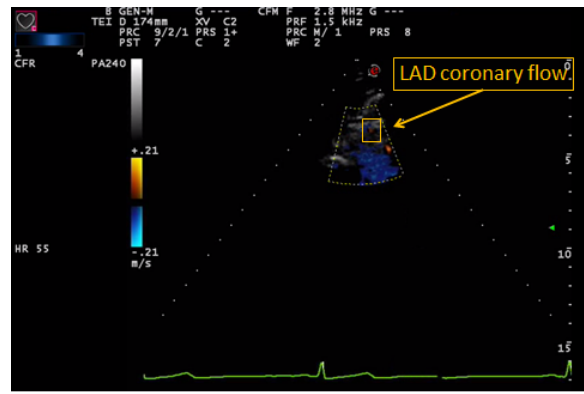 B GEN-M G --- CFM F 2.8 MHz G ---
TEI D 174mm XV C2 PRF 1.5 kHz
PRC 9/2/1 PRS 1+ PRC M/ 1 PRS 8
PST 7 C 2 WF 2
1 4
CFR PA240
0
LAD coronary flow
+.21
5
HR 55
-.21
m/s
10
15